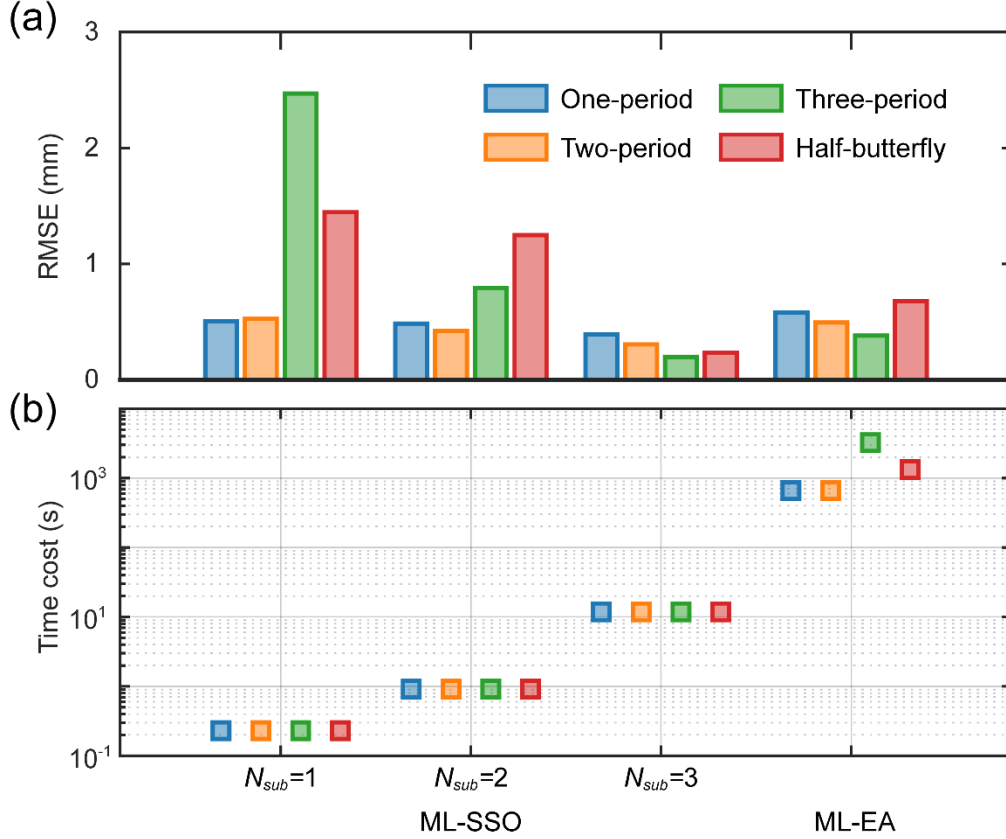 (a)
3
2
1
0
RMSE (mm)
One-period
Two-period
Three-period
Half-butterfly
(b)
10^3
10^1
10^-1
Time cost (s)
N_sub=1 N_sub=2 N_sub=3
ML-SSO ML-EA